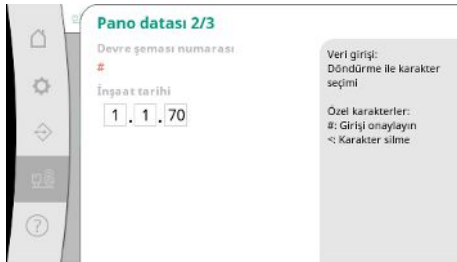 Pano datası 2/3
Devre şeması numarası
#
İnşaat tarihi
1.1.70
Veri girişi:
Döndürme ile karakter
seçimi
Özel karakterler:
#: Girişi onaylayın
<: Karakter silme
?